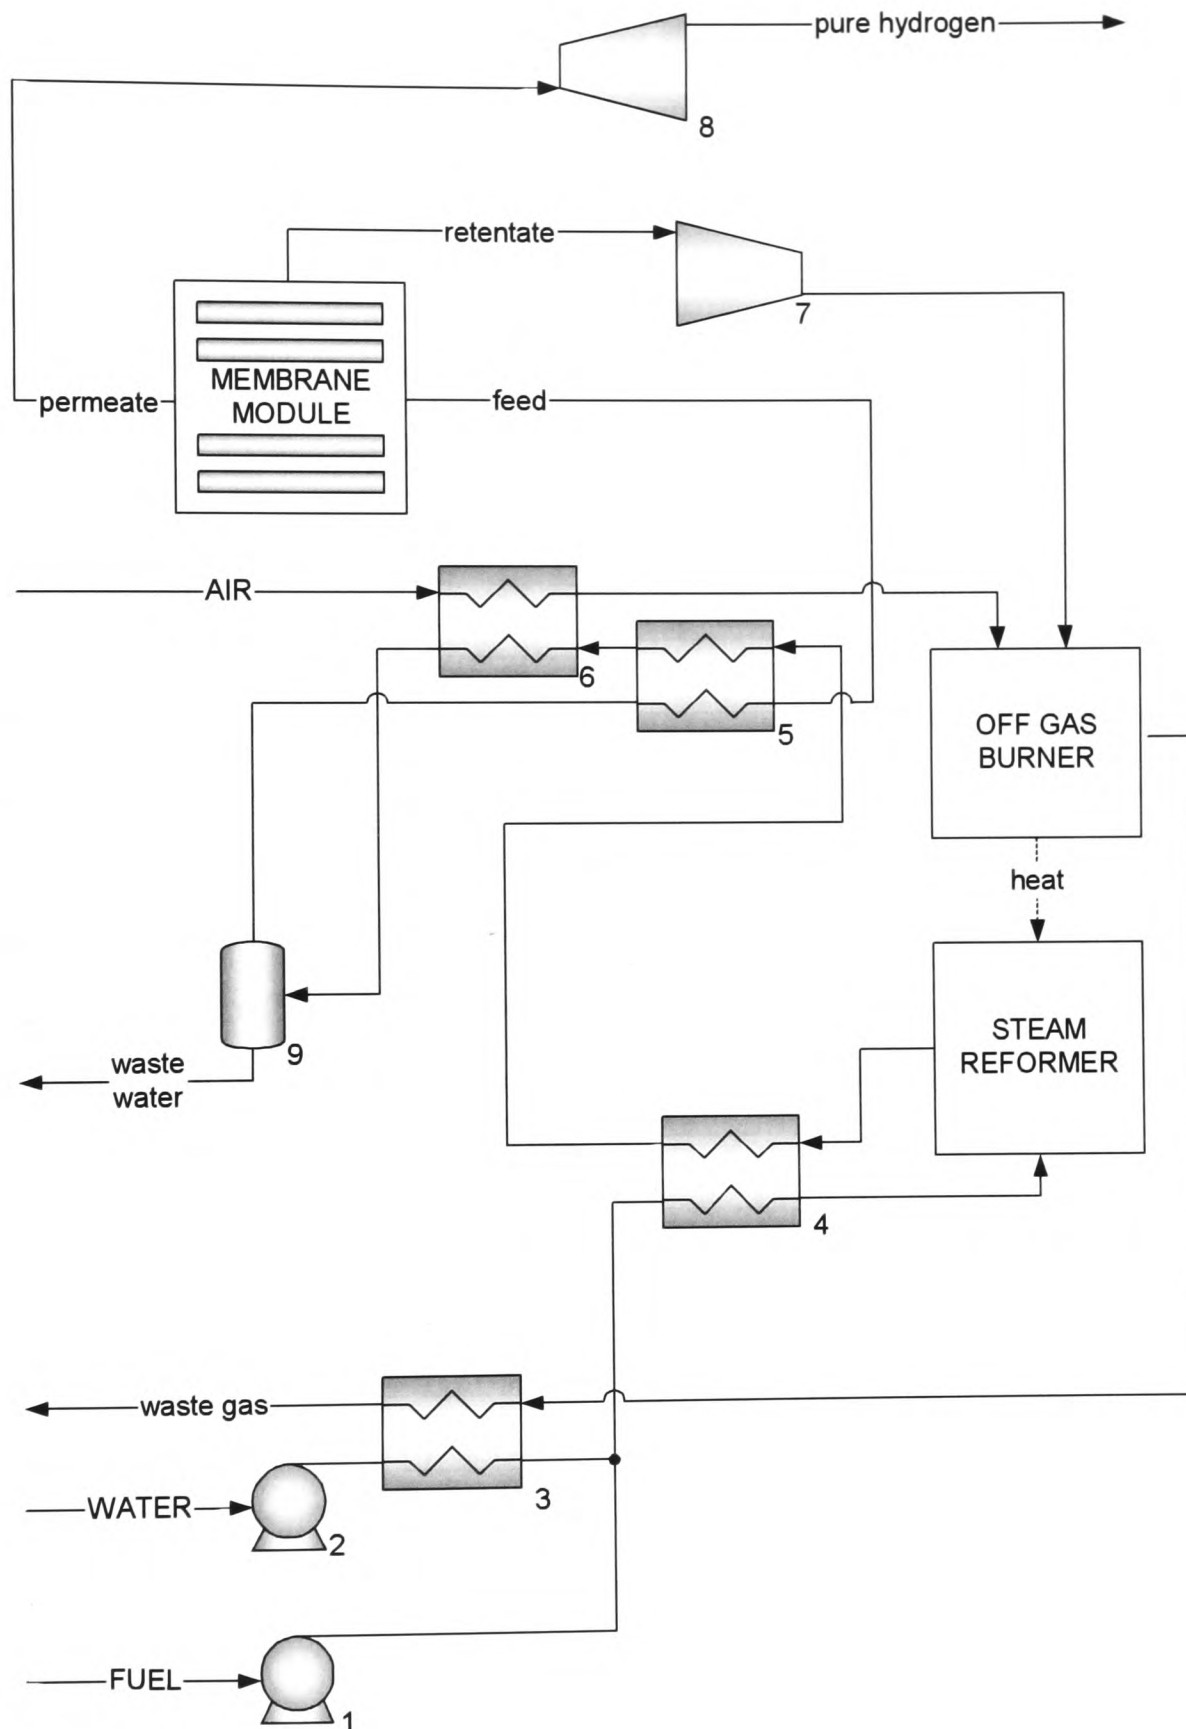 pure hydrogen
8
retentate
7
MEMBRANE
MODULE
permeate
feed
AIR
6
5
OFF GAS
BURNER
heat
9
STEAM
REFORMER
waste
water
4
waste gas
3
WATER
2
FUEL
1